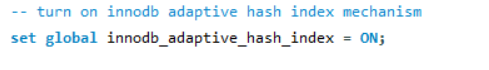 -- turn on innodb adaptive hash index mechanism
set global innodb_adaptive_hash_index = ON;